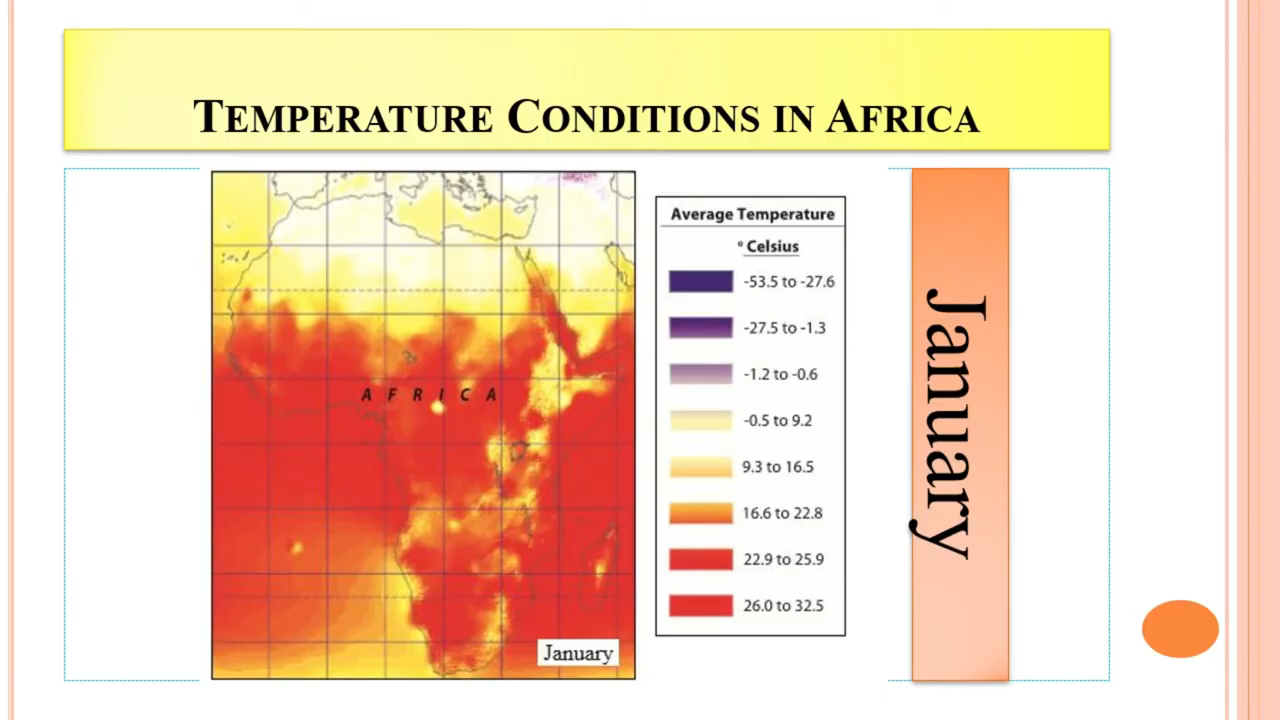 TEMPERATURE CONDITIONS IN AFRICA
AFRICA
January
Average Temperature
° Celsius
-53.5 to -27.6
-27.5 to -1.3
-1.2 to -0.6
-0.5 to 9.2
9.3 to 16.5
16.6 to 22.8
22.9 to 25.9
26.0 to 32.5
January